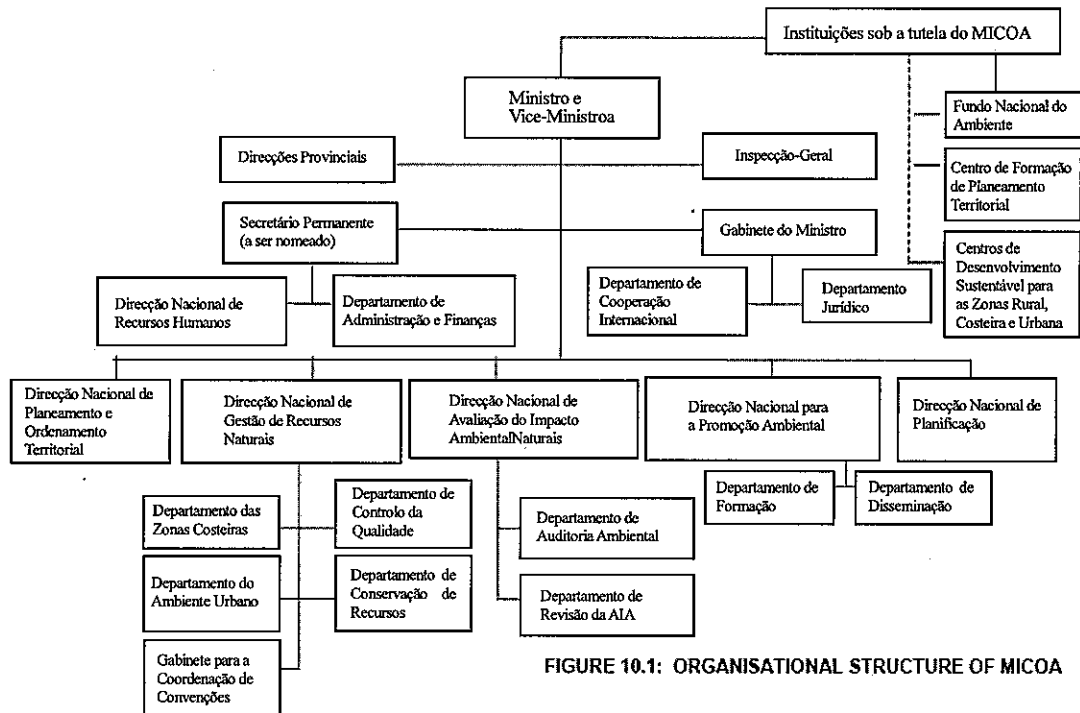 Instituições sob a tutela do MICOA
Ministro e
Vice-Ministroa
Fundo Nacional do
Ambiente
Direcções Provinciais
Inspecção-Geral
Centro de Formação
de Planeamento
Territorial
Secretário Permanente
(a ser nomeado)
Gabinete do Ministro
Centros de
Desenvolvimento
Sustentável para
as Zonas Rural,
Costeira e Urbana
Direcção Nacional de
Recursos Humanos
Departamento de
Administração e Finanças
Departamento de
Cooperação
Internacional
Departamento
Jurídico
Direcção Nacional de
Planeamento e
Ordenamento
Territorial
Direcção Nacional de
Gestão de Recursos
Naturais
Direcção Nacional de
Avaliação do Impacto
AmbientalNaturais
Direcção Nacional para
a Promoção Ambiental
Direcção Nacional de
Planificação
Departamento das
Zonas Costeiras
Departamento de
Controlo da
Qualidade
Departamento do
Ambiente Urbano
Departamento de
Conservação de
Recursos
Gabinete para a
Coordenação de
Convenções
Departamento de
Auditoria Ambiental
Departamento de
Revisão da AIA
Departamento de
Formação
Departamento de
Disseminação
FIGURE 10.1: ORGANISATIONAL STRUCTURE OF MICOA